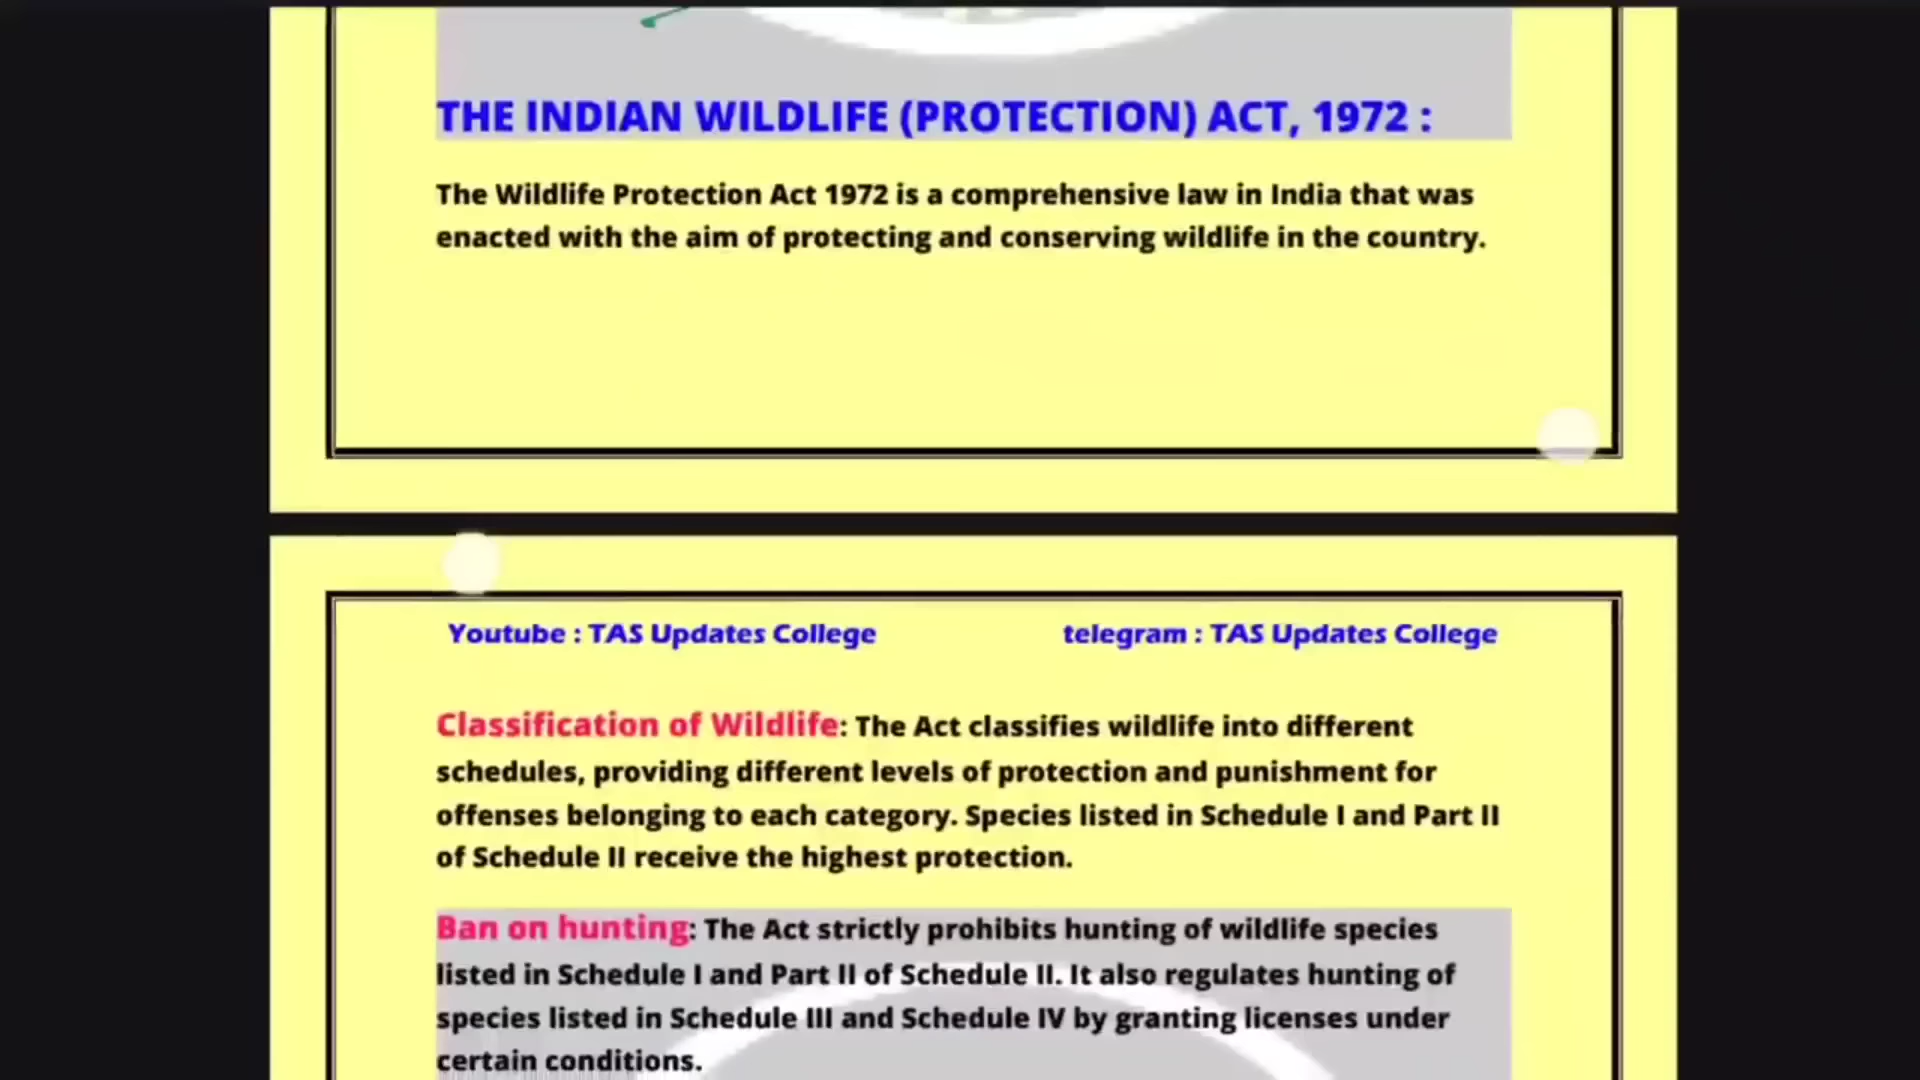 THE INDIAN WILDLIFE (PROTECTION) ACT, 1972 :
The Wildlife Protection Act 1972 is a comprehensive law in India that was
enacted with the aim of protecting and conserving wildlife in the country.
Youtube : TAS Updates College
telegram : TAS Updates College
Classification of Wildlife: The Act classifies wildlife into different
schedules, providing different levels of protection and punishment for
offenses belonging to each category. Species listed in Schedule I and Part II
of Schedule II receive the highest protection.
Ban on hunting: The Act strictly prohibits hunting of wildlife species
listed in Schedule I and Part II of Schedule II. It also regulates hunting of
species listed in Schedule III and Schedule IV by granting licenses under
certain conditions.